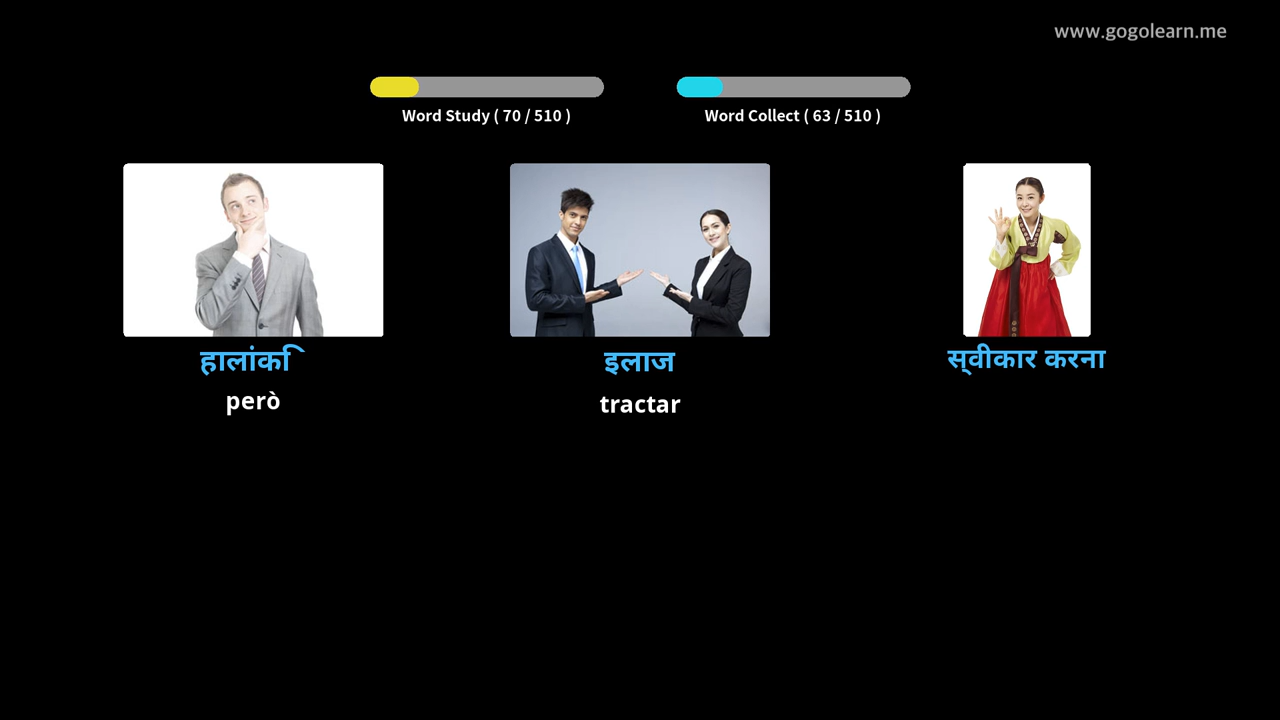 www.gogolearn.me
Word Study ( 70 / 510 )
Word Collect ( 63 / 510 )
हालांकि
però
इलाज
tractar
स्वीकार करना